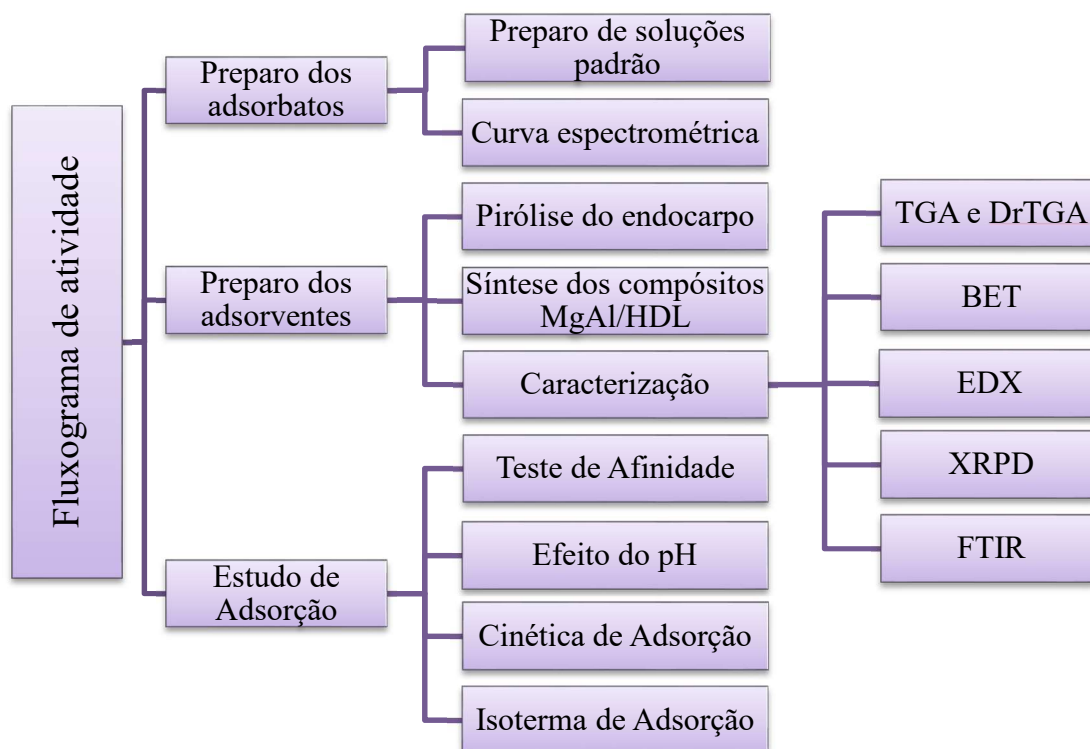 Fluxograma de atividade
Preparo dos
adsorbatos
Preparo de soluções
padrão
Curva espectrométrica
Preparo dos
adsorventes
Pirólise do endocarpo
Síntese dos compósitos
MgAl/HDL
Caracterização
TGA e DrTGA
BET
EDX
XRPD
FTIR
Estudo de
Adsorção
Teste de Afinidade
Efeito do pH
Cinética de Adsorção
Isoterma de Adsorção